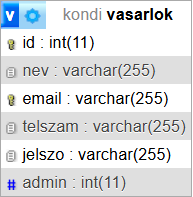 v kondi vasarlok
id : int(11)
nev : varchar(255)
email : varchar(255)
telszam : varchar(255)
jelszo : varchar(255)
# admin : int(11)